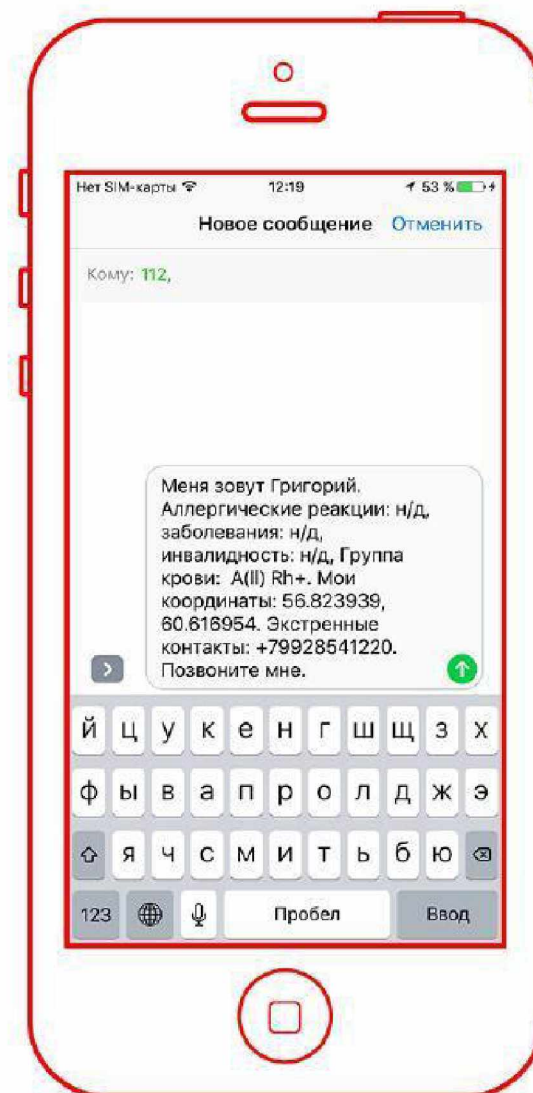 Нет SIM-карты 12:19 53 %
Новое сообщение Отменить
Кому: 112,
Меня зовут Григорий.
Аллергические реакции: н/д,
заболевания: н/д,
инвалидность: н/д, Группа
крови: A(II) Rh+. Мои
координаты: 56.823939,
60.616954. Экстренные
контакты: +79928541220.
Позвоните мне.
й ц у к е н г ш щ з х
ф ы в а п р о л д ж э
я ч с м и т ь б ю
123 Пробел Ввод